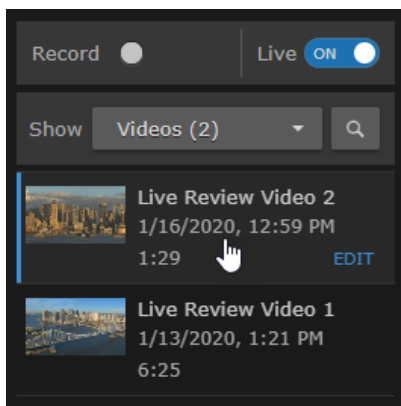 Record Live ON
Show Videos (2)
Live Review Video 2
1/16/2020, 12:59 PM
1:29 EDIT
Live Review Video 1
1/13/2020, 1:21 PM
6:25